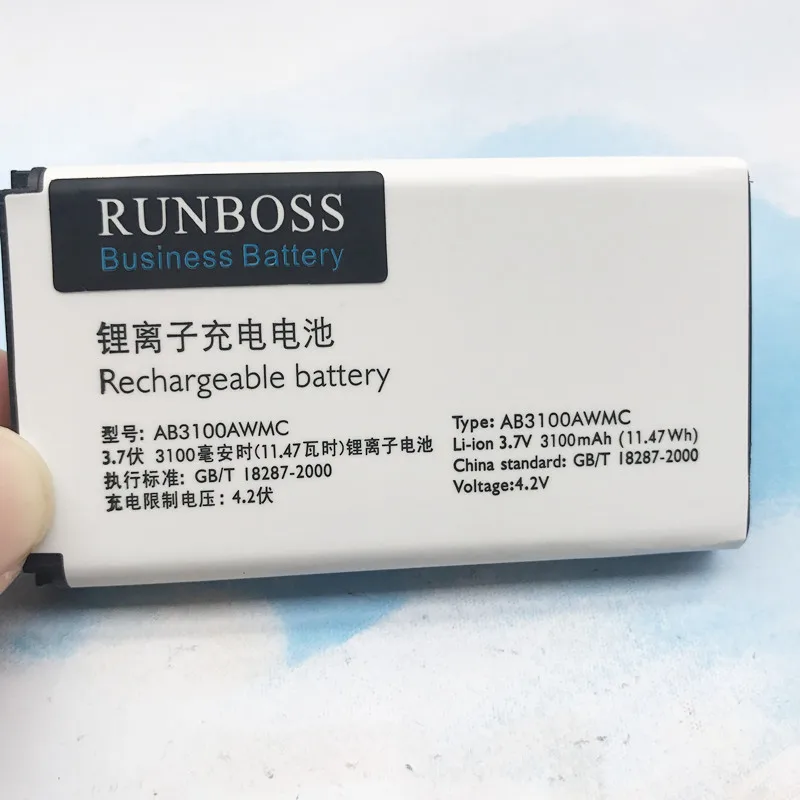 RUNBOSS
Business Battery
锂离子充电电池
Rechargeable battery
型号: AB3100AWMC
3.7伏 3100毫安时(11.47瓦时)锂离子电池
执行标准: GB/T 18287-2000
充电限制电压: 4.2伏
Type: AB3100AWMC
Li-ion 3.7V 3100mAh (11.47Wh)
China standard: GB/T 18287-2000
Voltage:4.2V